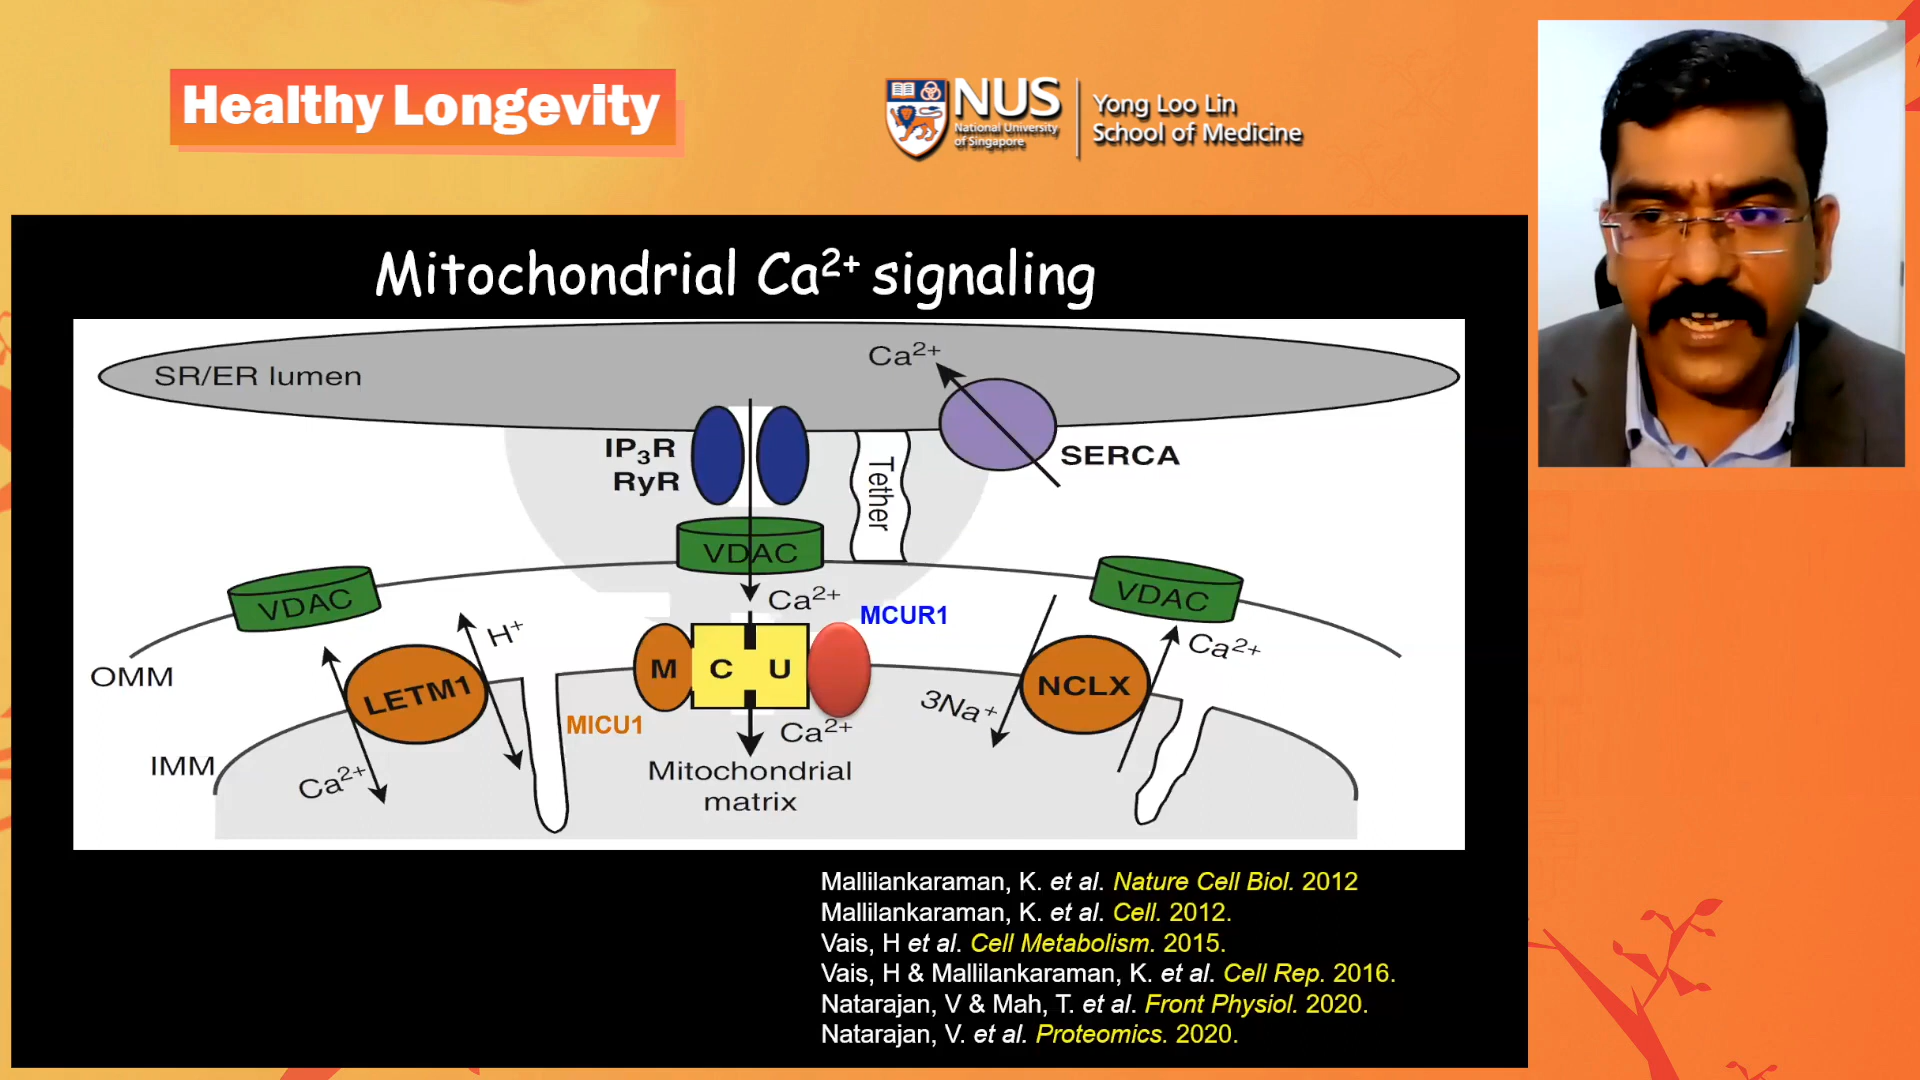 Healthy Longevity
NUS
National University
of Singapore
Yong Loo Lin
School of Medicine
Mitochondrial Ca²⁺ signaling
SR/ER lumen
Ca²⁺
IP₃R
RyR
Tether
SERCA
VDAC
VDAC
VDAC
Ca²⁺
MCUR1
H⁺
Ca²⁺
OMM
M C U
LETM1
NCLX
3Na⁺
MICU1
Ca²⁺
IMM
Ca²⁺
Mitochondrial
matrix
Mallilankaraman, K. et al. Nature Cell Biol. 2012
Mallilankaraman, K. et al. Cell. 2012.
Vais, H et al. Cell Metabolism. 2015.
Vais, H & Mallilankaraman, K. et al. Cell Rep. 2016.
Natarajan, V & Mah, T. et al. Front Physiol. 2020.
Natarajan, V. et al. Proteomics. 2020.